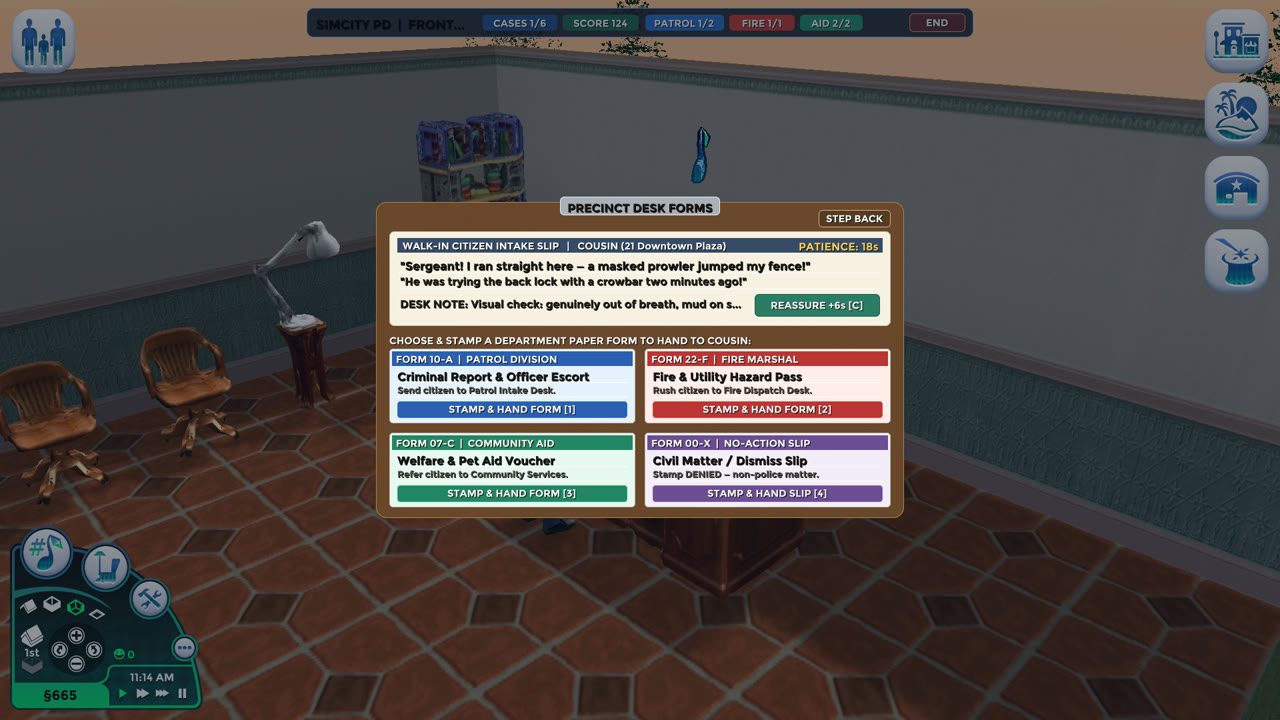 SIMCITY PD | FRONT... CASES 1/6 SCORE 124 PATROL 1/2 FIRE 1/1 AID 2/2 END
PRECINCT DESK FORMS
STEP BACK
WALK-IN CITIZEN INTAKE SLIP | COUSIN (21 Downtown Plaza) PATIENCE: 18s
"Sergeant! I ran straight here – a masked prowler jumped my fence!"
"He was trying the back lock with a crowbar two minutes ago!"
DESK NOTE: Visual check: genuinely out of breath, mud on s... REASSURE +6s [C]
CHOOSE & STAMP A DEPARTMENT PAPER FORM TO HAND TO COUSIN:
FORM 10-A | PATROL DIVISION
Criminal Report & Officer Escort
Send citizen to Patrol Intake Desk.
STAMP & HAND FORM [1]
FORM 22-F | FIRE MARSHAL
Fire & Utility Hazard Pass
Rush citizen to Fire Dispatch Desk.
STAMP & HAND FORM [2]
FORM 07-C | COMMUNITY AID
Welfare & Pet Aid Voucher
Refer citizen to Community Services.
STAMP & HAND FORM [3]
FORM 00-X | NO-ACTION SLIP
Civil Matter / Dismiss Slip
Stamp DENIED – non-police matter.
STAMP & HAND SLIP [4]
#
1st
0
11:14 AM
§665